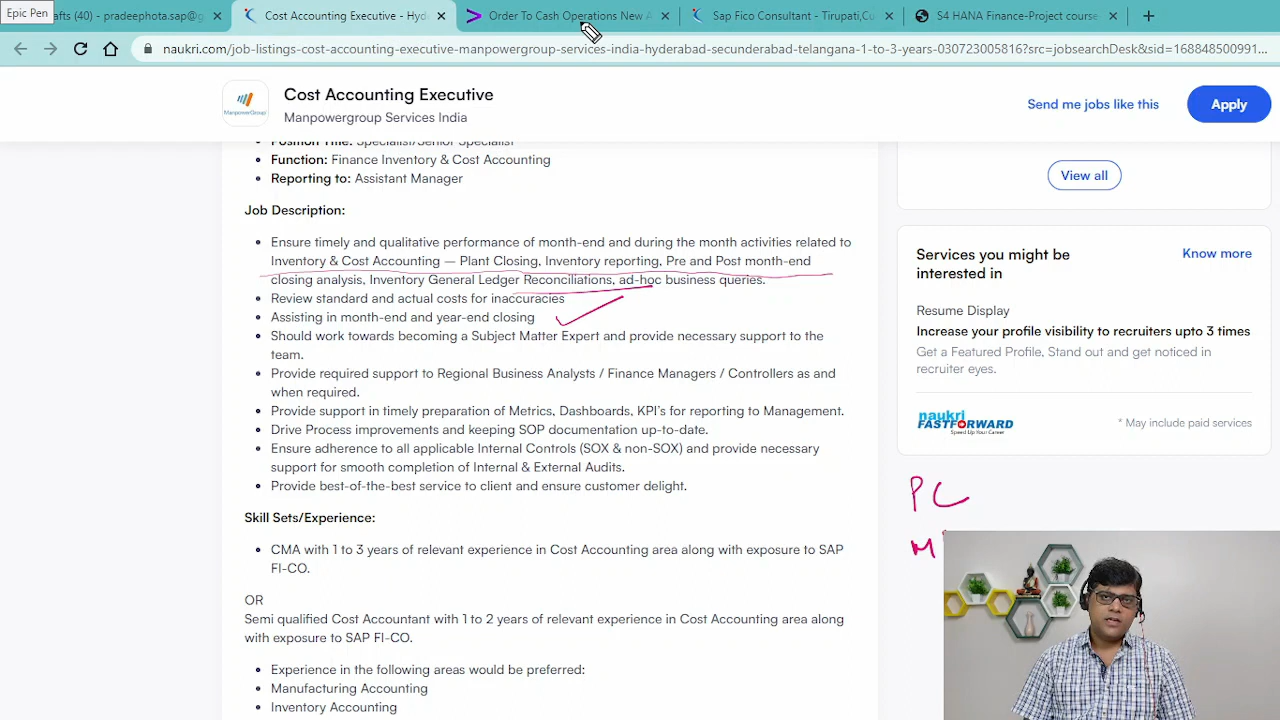 Epic Pen
ts (40) - pradeephota.sap@g
Cost Accounting Executive - Hyd
Order To Cash Operations New A
Sap Fico Consultant - Tirupati,Cu
S4 HANA Finance-Project course
naukri.com/job-listings-cost-accounting-executive-manpowergroup-services-india-hyderabad-secunderabad-telangana-1-to-3-years-030723005816?src=jobsearchDesk&sid=168848500991...
Cost Accounting Executive
Manpowergroup Services India
ManpowerGroup
Send me jobs like this
Apply
Position Title: Specialist/Senior Specialist
Function: Finance Inventory & Cost Accounting
Reporting to: Assistant Manager
Job Description:
Ensure timely and qualitative performance of month-end and during the month activities related to
Inventory & Cost Accounting – Plant Closing, Inventory reporting, Pre and Post month-end
closing analysis, Inventory General Ledger Reconciliations, ad-hoc business queries.
Review standard and actual costs for inaccuracies
Assisting in month-end and year-end closing
Should work towards becoming a Subject Matter Expert and provide necessary support to the
team.
Provide required support to Regional Business Analysts / Finance Managers / Controllers as and
when required.
Provide support in timely preparation of Metrics, Dashboards, KPI's for reporting to Management.
Drive Process improvements and keeping SOP documentation up-to-date.
Ensure adherence to all applicable Internal Controls (SOX & non-SOX) and provide necessary
support for smooth completion of Internal & External Audits.
Provide best-of-the-best service to client and ensure customer delight.
Skill Sets/Experience:
CMA with 1 to 3 years of relevant experience in Cost Accounting area along with exposure to SAP
FI-CO.
OR
Semi qualified Cost Accountant with 1 to 2 years of relevant experience in Cost Accounting area along
with exposure to SAP FI-CO.
Experience in the following areas would be preferred:
Manufacturing Accounting
Inventory Accounting
View all
Services you might be
interested in
Know more
Resume Display
Increase your profile visibility to recruiters upto 3 times
Get a Featured Profile, Stand out and get noticed in
recruiter eyes.
naukri
FASTFORWARD
Speed Up Your Career
* May include paid services
PC
M